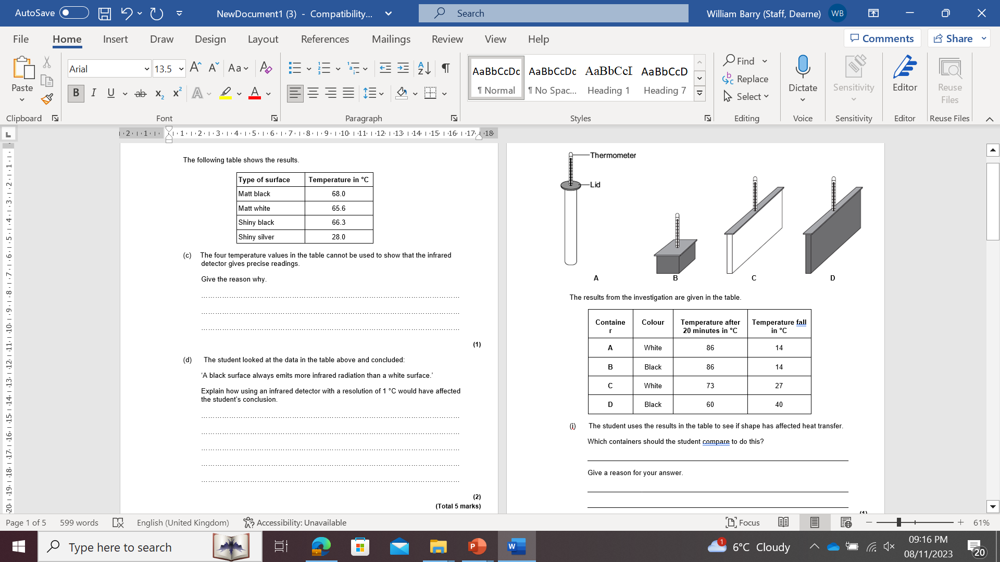 AutoSave
NewDocument1 (3) - Compatibility...
Search
William Barry (Staff, Dearne)
WB
File Home Insert Draw Design Layout References Mailings Review View Help
Comments
Share
Paste
Clipboard
Arial
13.5
Font
Paragraph
AaBbCcDc
¶ Normal
AaBbCcDc
¶ No Spac...
AaBbCcI
Heading 1
AaBbCcD
Heading 7
Styles
Find
Replace
Select
Editing
Dictate
Voice
Sensitivity
Sensitivity
Editor
Editor
Reuse
Files
Reuse Files
The following table shows the results.
Type of surface Temperature in °C
Matt black 68.0
Matt white 65.6
Shiny black 66.3
Shiny silver 28.0
(c) The four temperature values in the table cannot be used to show that the infrared
detector gives precise readings.
Give the reason why.
(1)
(d) The student looked at the data in the table above and concluded:
‘A black surface always emits more infrared radiation than a white surface.’
Explain how using an infrared detector with a resolution of 1 °C would have affected
the student’s conclusion.
(2)
(Total 5 marks)
Thermometer
Lid
A B C D
The results from the investigation are given in the table.
Containe
r
Colour
Temperature after
20 minutes in °C
Temperature fall
in °C
A White 86 14
B Black 86 14
C White 73 27
D Black 60 40
(i) The student uses the results in the table to see if shape has affected heat transfer.
Which containers should the student compare to do this?
Give a reason for your answer.
(1)
Page 1 of 5 599 words English (United Kingdom) Accessibility: Unavailable
Focus
61%
Type here to search
1
6°C Cloudy
09:16 PM
08/11/2023
20